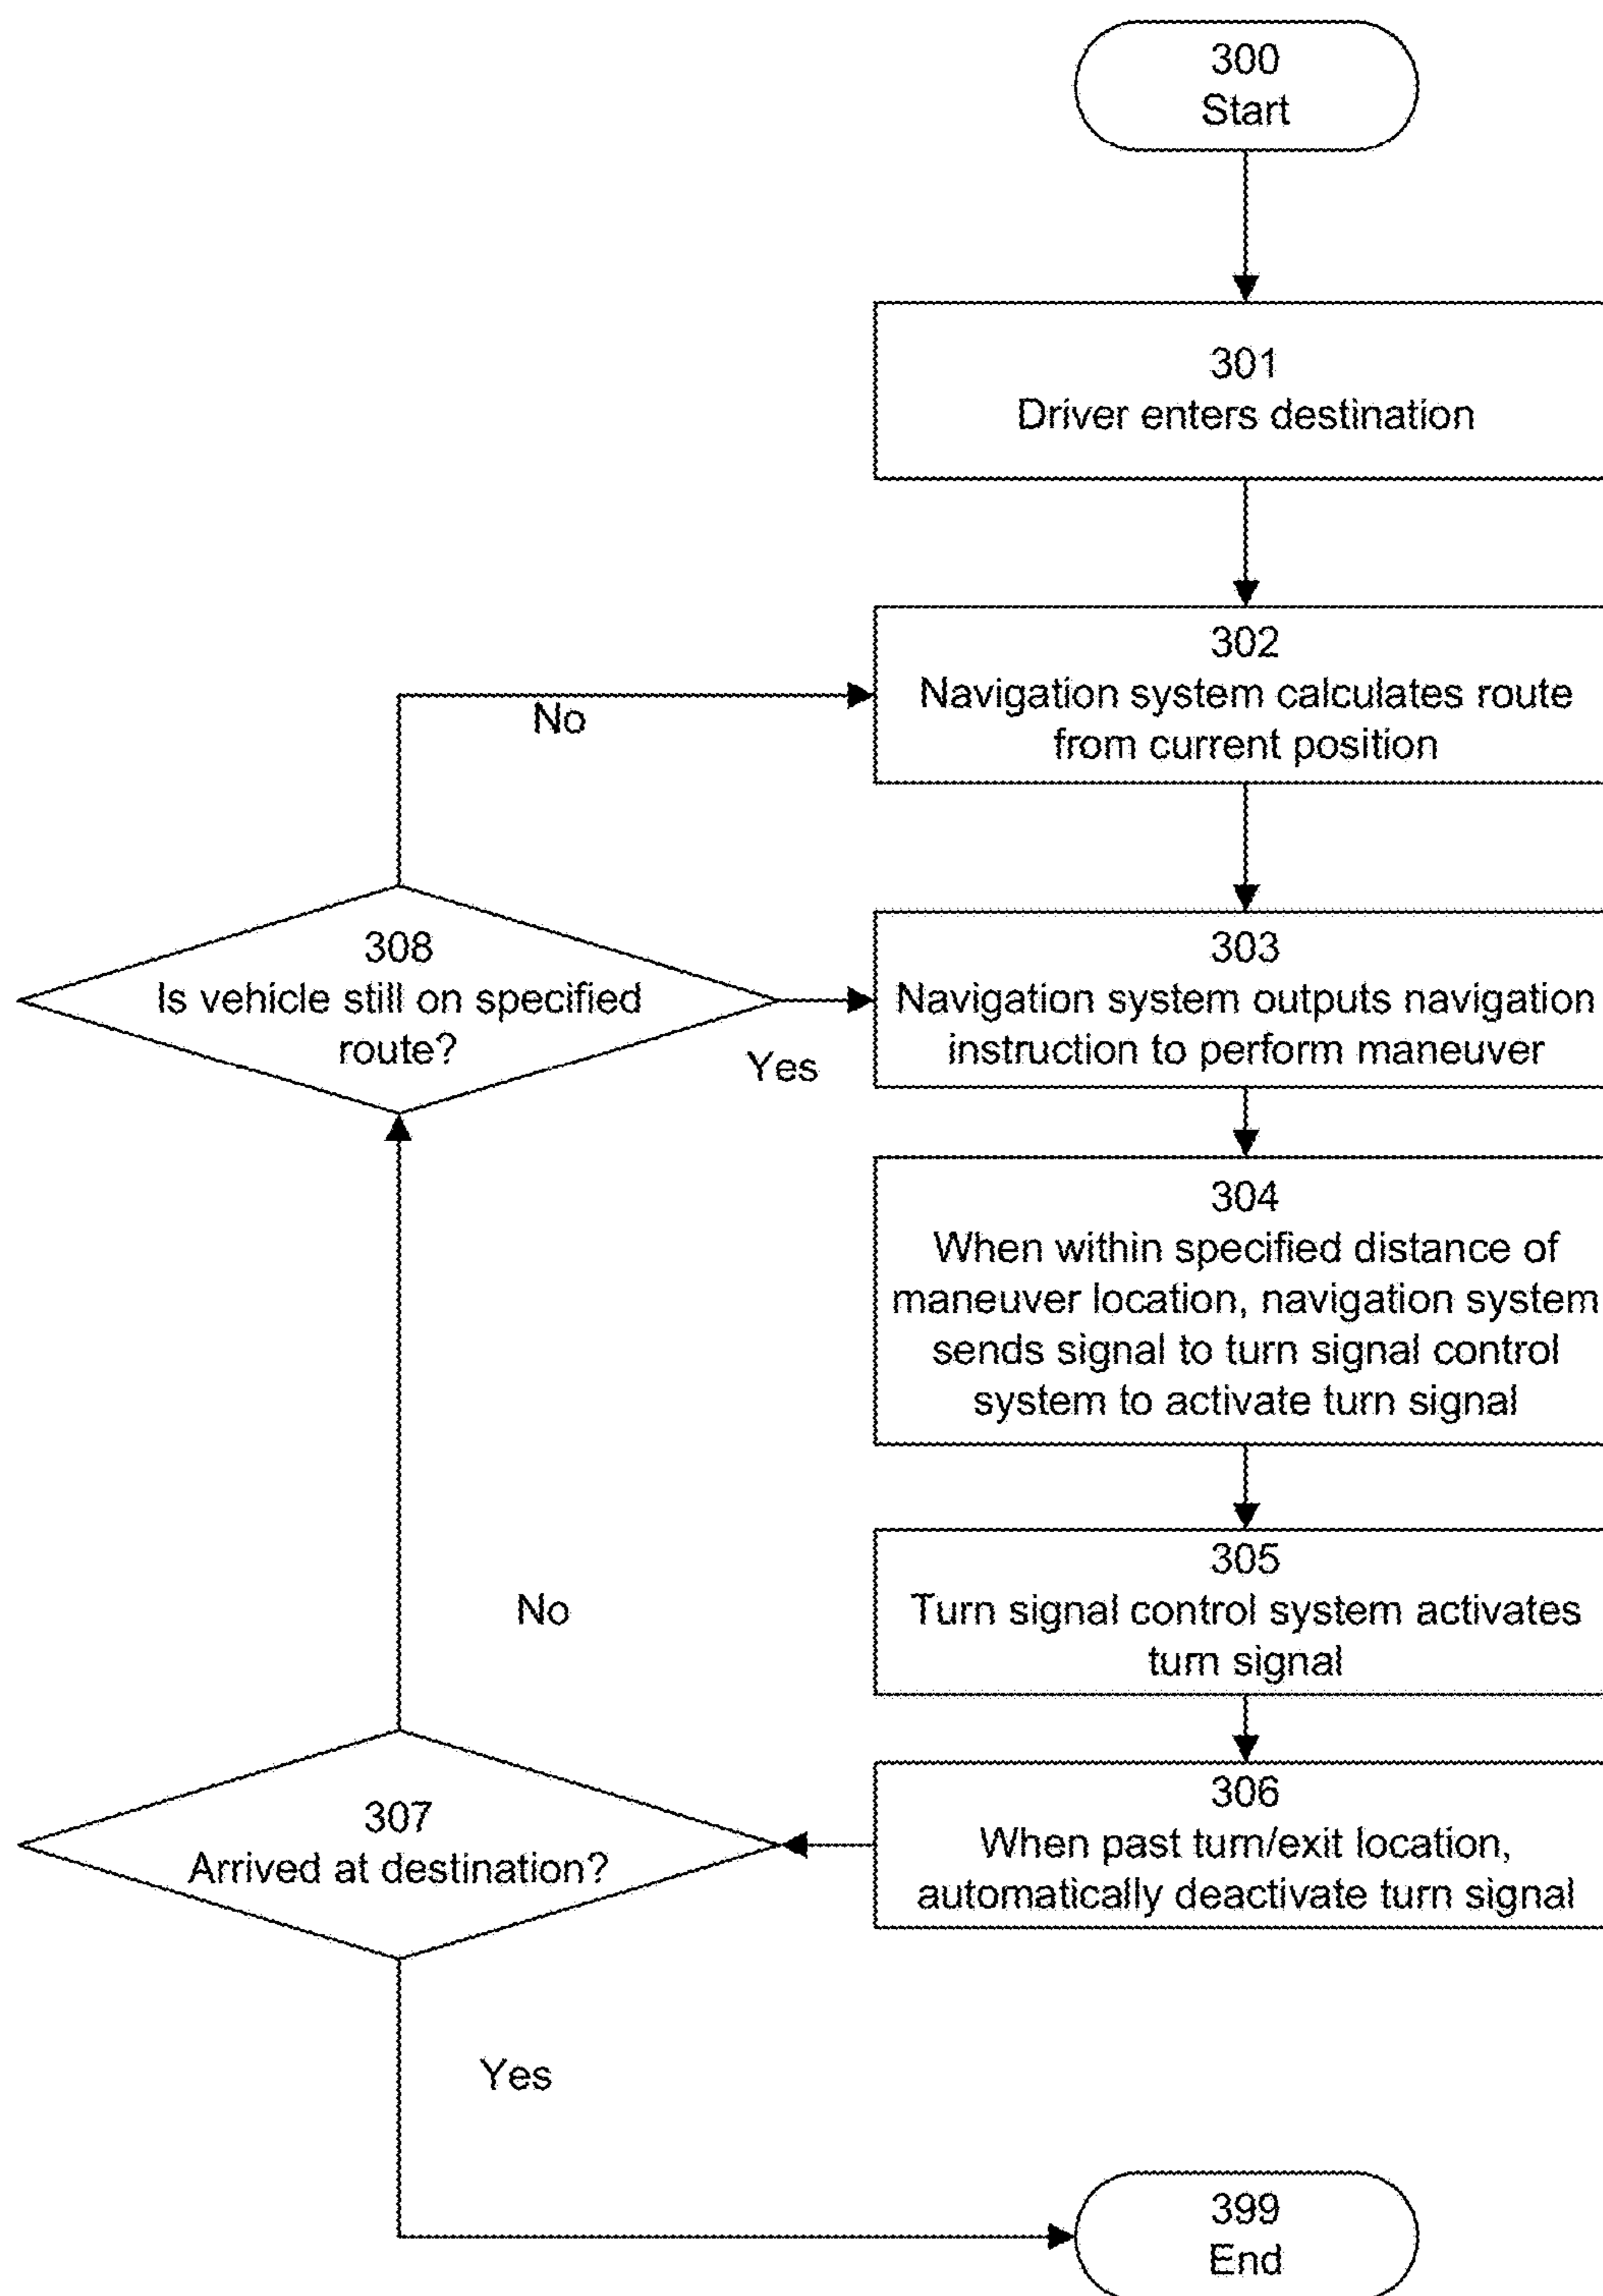 300
Start
301
Driver enters destination
302
Navigation system calculates route
from current position
No
308
Is vehicle still on specified
route?
Yes
303
Navigation system outputs navigation
instruction to perform maneuver
304
When within specified distance of
maneuver location, navigation system
sends signal to turn signal control
system to activate turn signal
305
Turn signal control system activates
turn signal
No
307
Arrived at destination?
306
When past turn/exit location,
automatically deactivate turn signal
Yes
399
End